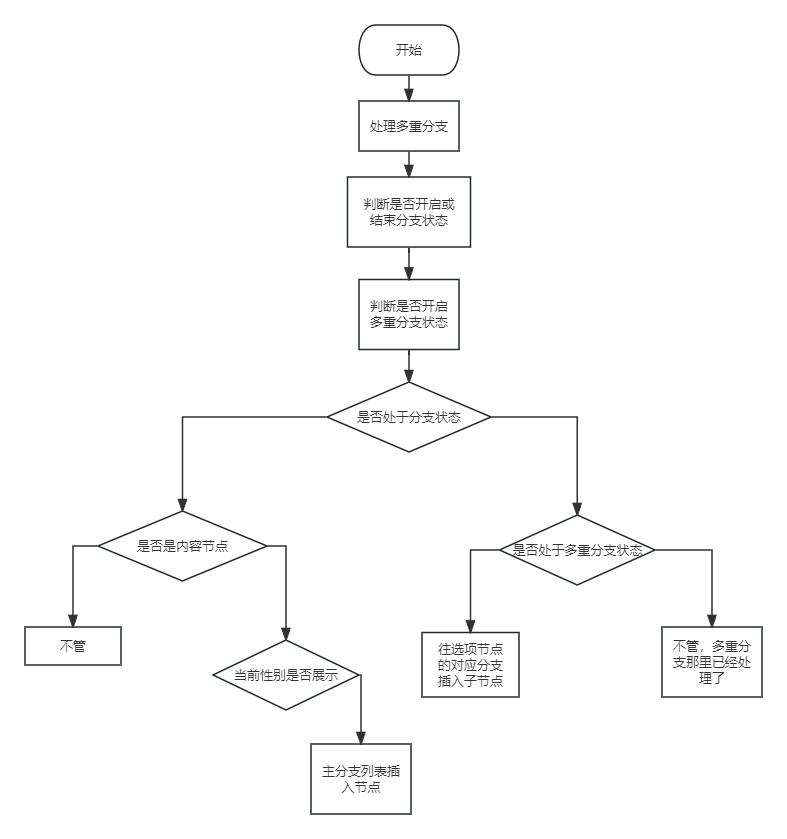 开始
处理多重分支
判断是否开启或
结束分支状态
判断是否开启
多重分支状态
是否处于分支状态
是否是内容节点
是否处于多重分支状态
不管
往选项节点
的对应分支
插入子节点
不管，多重分
支那里已经处
理了
当前性别是否展示
主分支列表插
入节点